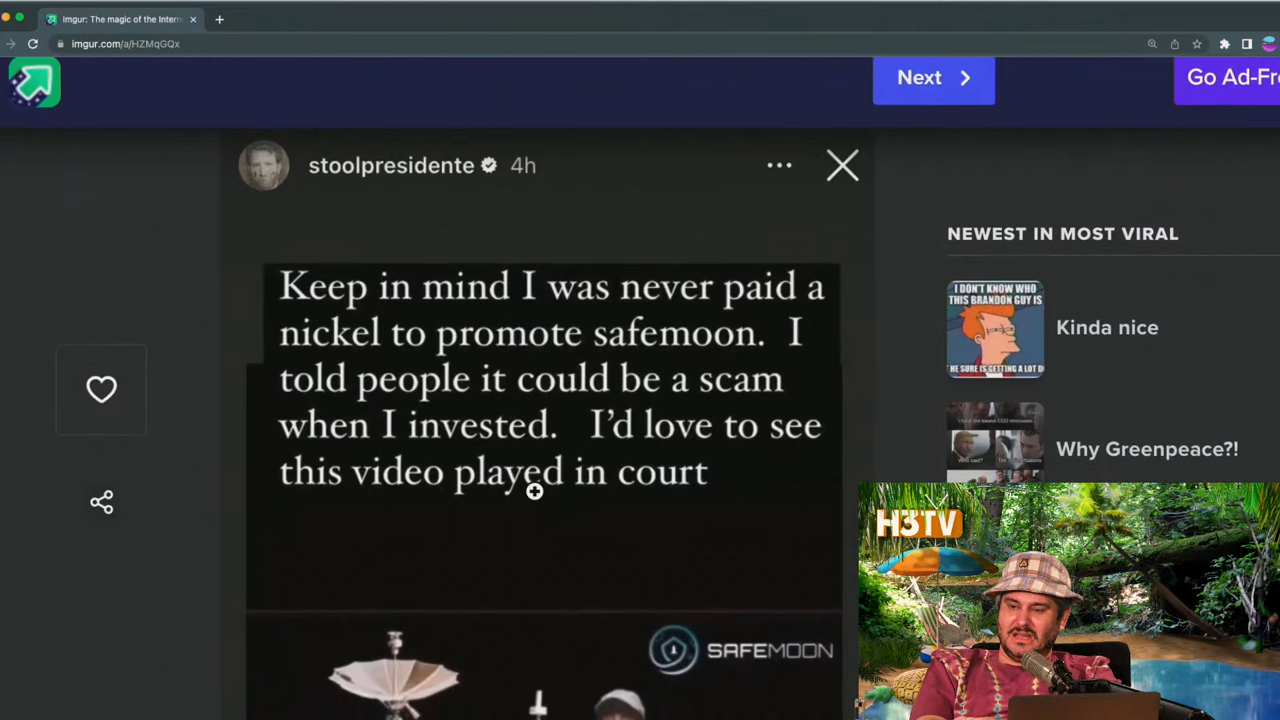 Imgur: The magic of the Intern
imgur.com/a/HZMqGQx
Next
Go Ad-Fre
stoolpresidente 4h
Keep in mind I was never paid a
nickel to promote safemoon. I
told people it could be a scam
when I invested. I'd love to see
this video played in court
SAFEMOON
NEWEST IN MOST VIRAL
I DON'T KNOW WHO
THIS BRANDON GUY IS
HE SURE IS GETTING A LOT O
Kinda nice
Why Greenpeace?!
H3TV